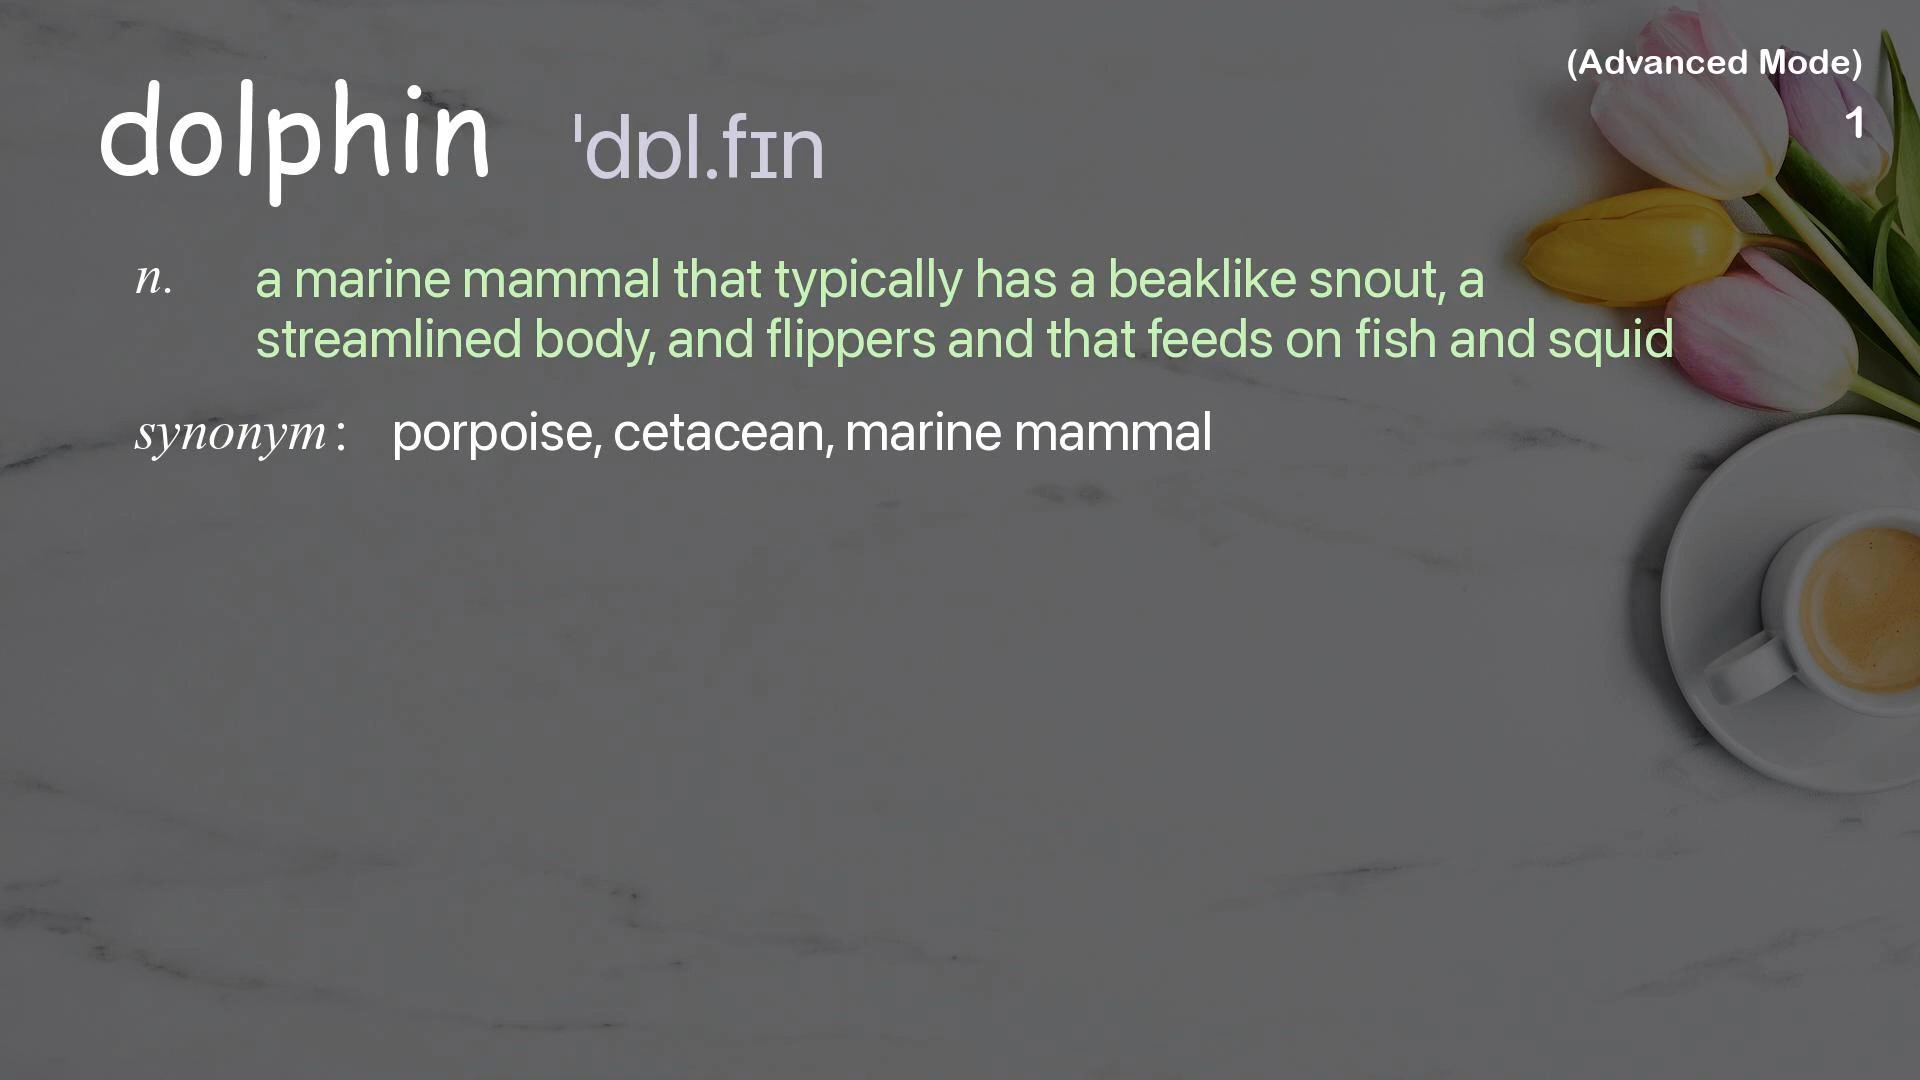 (Advanced Mode)
dolphin ˈdɒl.fɪn
1
n. a marine mammal that typically has a beaklike snout, a
streamlined body, and flippers and that feeds on fish and squid
synonym: porpoise, cetacean, marine mammal